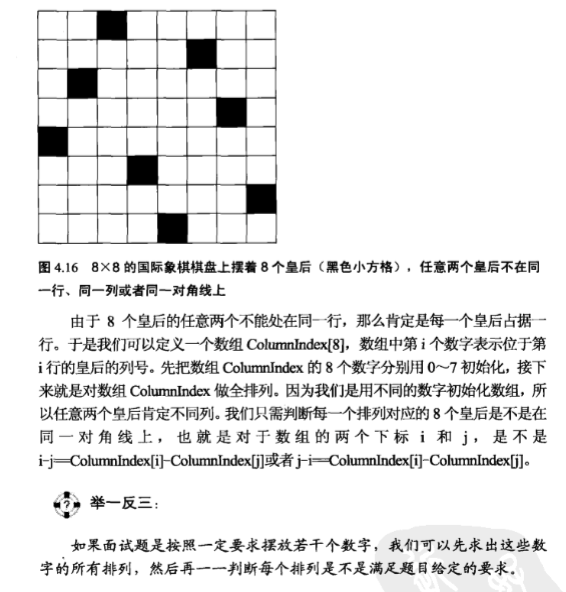 图 4.16 8×8 的国际象棋棋盘上摆着 8 个皇后（黑色小方格），任意两个皇后不在同
一行、同一列或者同一对角线上
由于 8 个皇后的任意两个不能处在同一行，那么肯定是每一个皇后占据一
行。于是我们可以定义一个数组 ColumnIndex[8]，数组中第 i 个数字表示位于第
i 行的皇后的列号。先把数组 ColumnIndex 的 8 个数字分别用 0～7 初始化，接下
来就是对数组 ColumnIndex 做全排列。因为我们是用不同的数字初始化数组，所
以任意两个皇后肯定不同列。我们只需判断每一个排列对应的 8 个皇后是不是在
同一对角线上，也就是对于数组的两个下标 i 和 j，是不是
i-j==ColumnIndex[i]-ColumnIndex[j]或者 j-i==ColumnIndex[i]-ColumnIndex[j]。
举一反三：
如果面试题是按照一定要求摆放若干个数字，我们可以先求出这些数
字的所有排列，然后再一一判断每个排列是不是满足题目给定的要求。